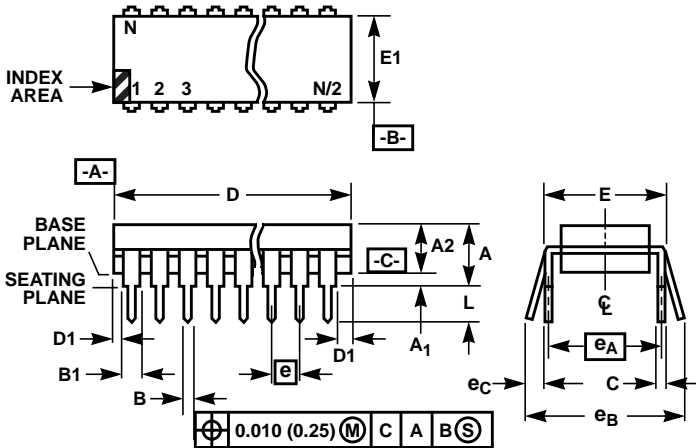 N
INDEX
AREA
1 2 3 N/2
E1
-B-
-A-
D
E
BASE
PLANE
-C-
A2
A
SEATING
PLANE
L
D1
B1
B
e
D1
A1
C
L
eA
eC
C
eB
0.010 (0.25) M C A B S